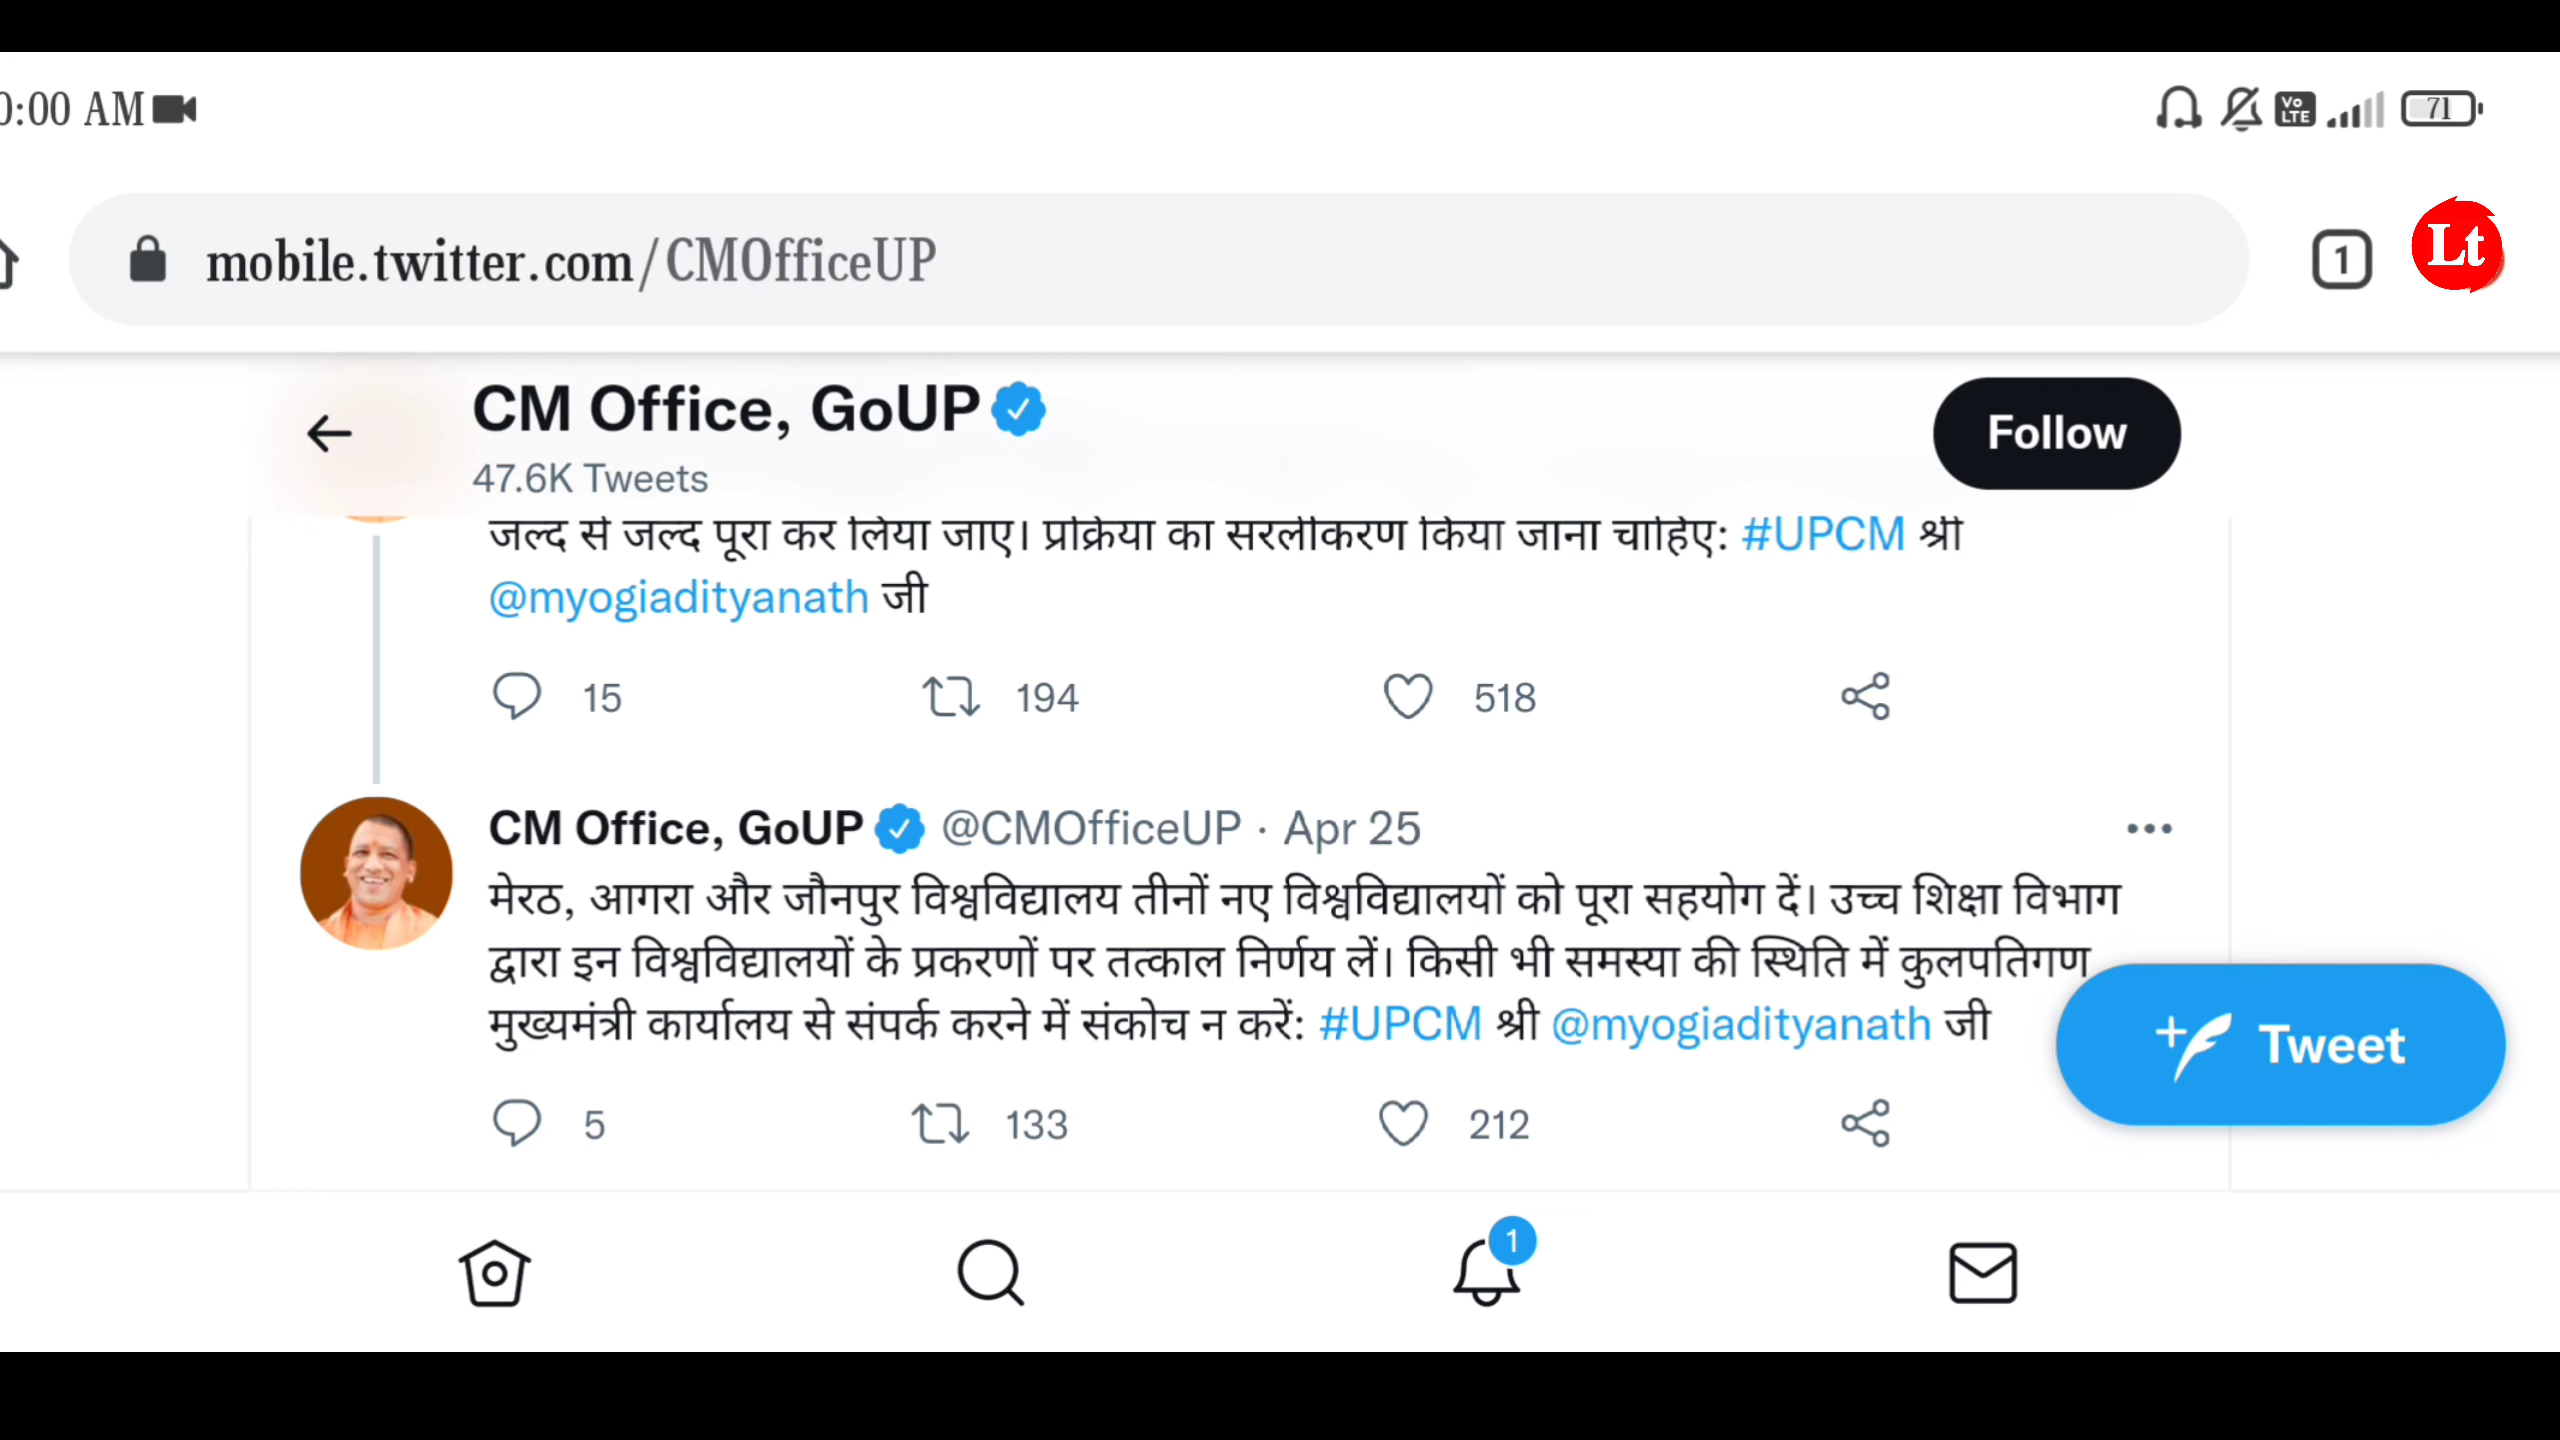 0:00 AM
Vo LTE
71
mobile.twitter.com/CMOfficeUP
1
Lt
CM Office, GoUP
47.6K Tweets
Follow
जल्द से जल्द पूरा कर लिया जाए। प्रक्रिया का सरलीकरण किया जाना चाहिए: #UPCM श्री
@myogiadityanath जी
15 194 518
CM Office, GoUP @CMOfficeUP · Apr 25
मेरठ, आगरा और जौनपुर विश्वविद्यालय तीनों नए विश्वविद्यालयों को पूरा सहयोग दें। उच्च शिक्षा विभाग
द्वारा इन विश्वविद्यालयों के प्रकरणों पर तत्काल निर्णय लें। किसी भी समस्या की स्थिति में कुलपतिगण
मुख्यमंत्री कार्यालय से संपर्क करने में संकोच न करें: #UPCM श्री @myogiadityanath जी
Tweet
5 133 212
1